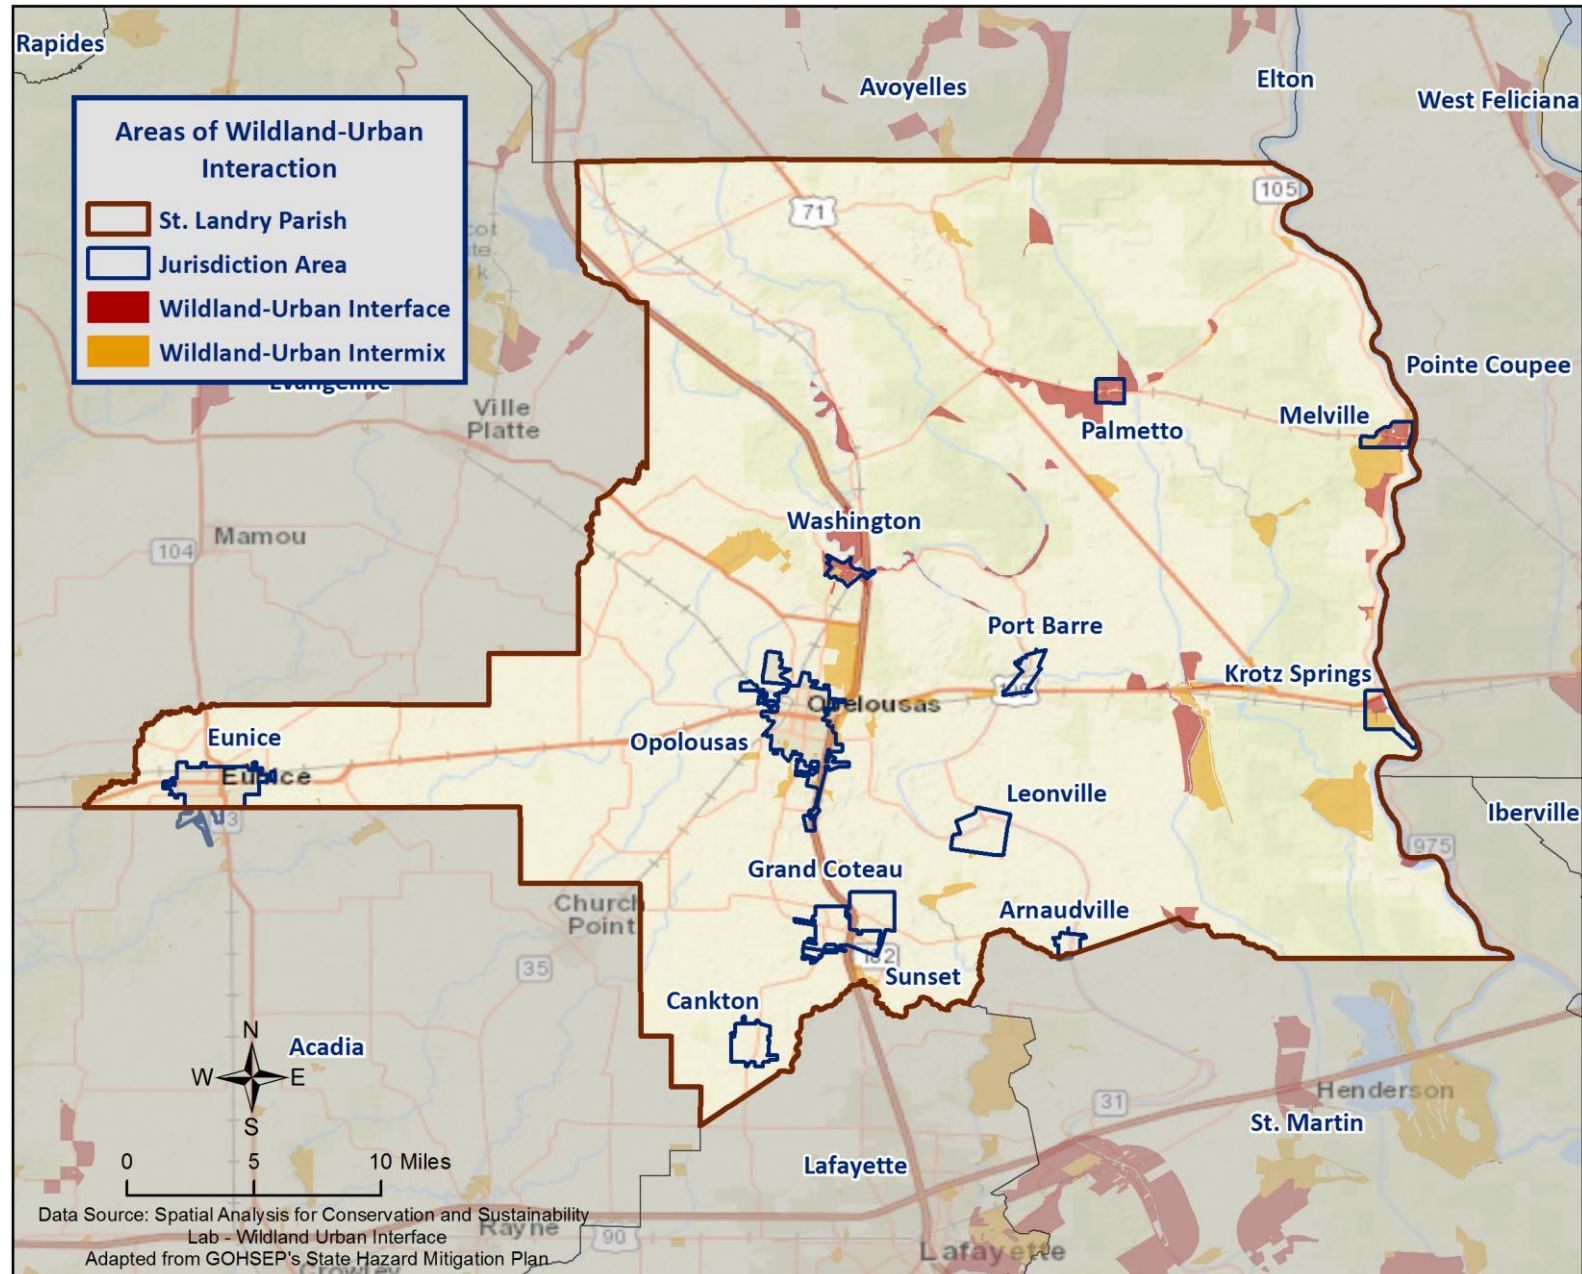 Rapides
Avoyelles
Elton
West Feliciana
Areas of Wildland-Urban
Interaction
St. Landry Parish
Jurisdiction Area
Wildland-Urban Interface
Wildland-Urban Intermix
71
105
Pointe Coupee
Ville
Platte
Palmetto
Melville
Washington
104
Mamou
Port Barre
Krotz Springs
Opelousas
Eunice
Opolousas
Eunice
Leonville
Iberville
975
Grand Coteau
Church
Point
Arnaudville
35
182
Sunset
Cankton
N
W
E
S
Acadia
31
Henderson
St. Martin
0 5 10 Miles
Lafayette
Data Source: Spatial Analysis for Conservation and Sustainability
Lab - Wildland Urban Interface
Adapted from GOHSEP's State Hazard Mitigation Plan
Rayne
90
Lafayette
Crowley